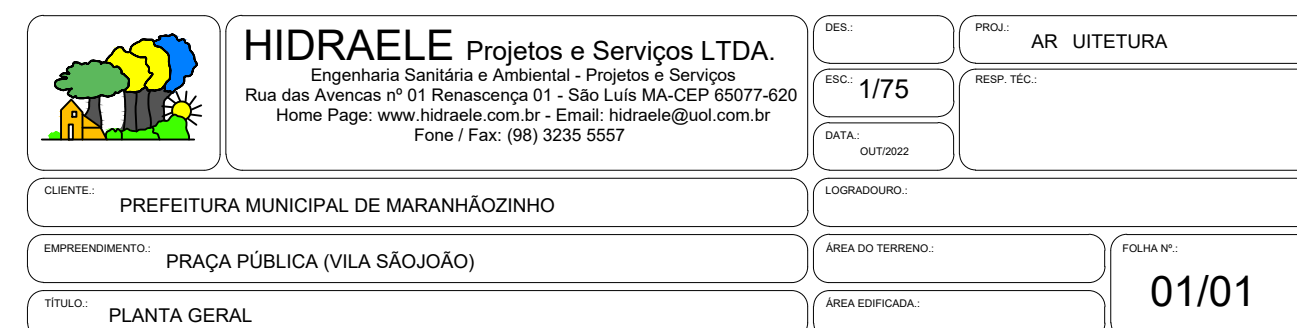 HIDRAELE Projetos e Serviços LTDA.
Engenharia Sanitária e Ambiental - Projetos e Serviços
Rua das Avencas nº 01 Renascença 01 - São Luís MA-CEP 65077-620
Home Page: www.hidraele.com.br - Email: hidraele@uol.com.br
Fone / Fax: (98) 3235 5557
DES.:
PROJ.:
AR UITETURA
ESC.: 1/75
RESP. TÉC.:
DATA.:
OUT/2022
CLIENTE.:
PREFEITURA MUNICIPAL DE MARANHÃOZINHO
LOGRADOURO.:
EMPREENDIMENTO.:
PRAÇA PÚBLICA (VILA SÃOJOÃO)
ÁREA DO TERRENO.:
FOLHA Nº.:
01/01
TÍTULO.:
PLANTA GERAL
ÁREA EDIFICADA.: